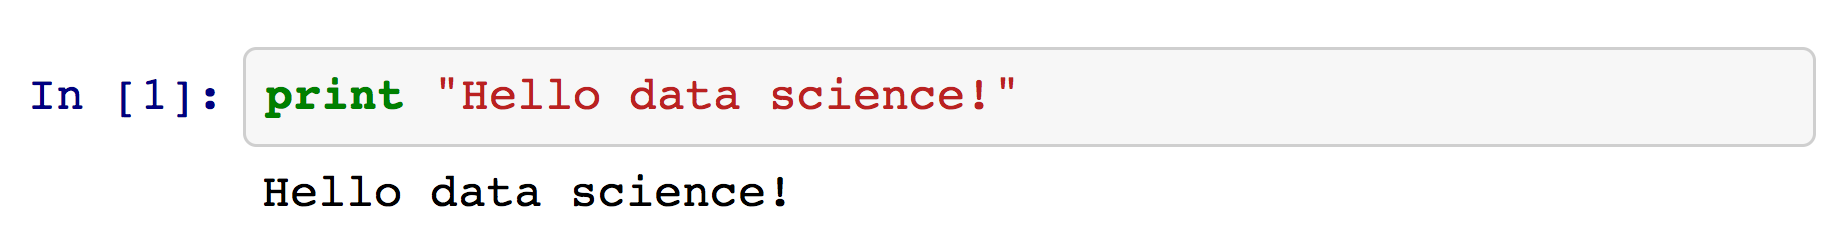 In [1]: print "Hello data science!"
Hello data science!